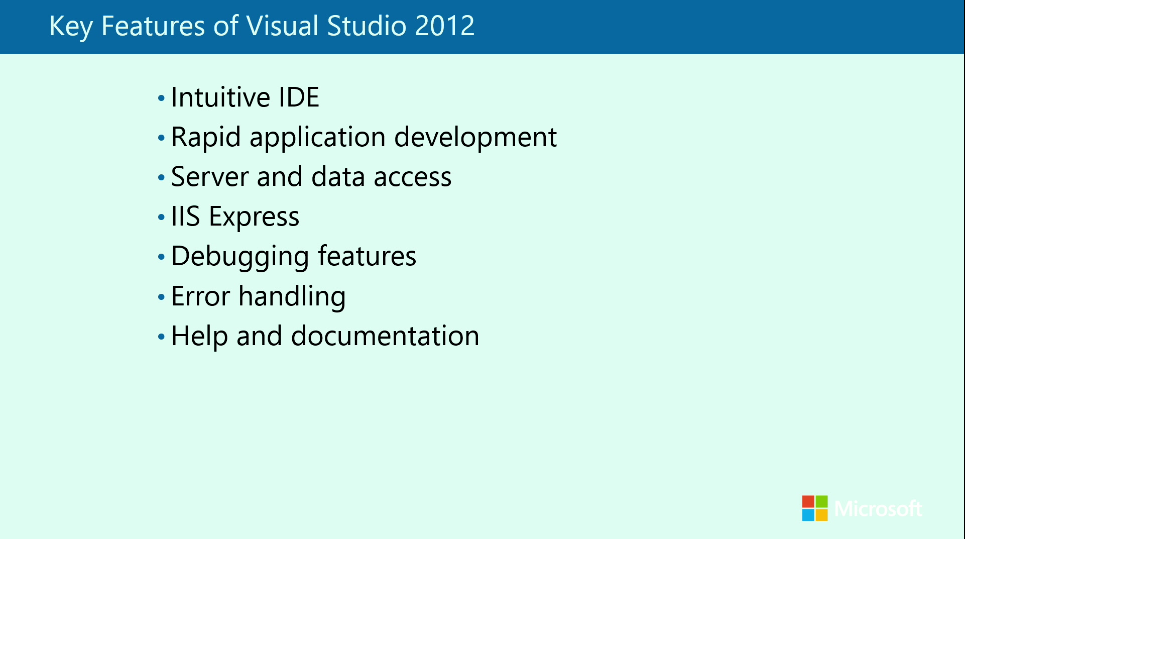 Key Features of Visual Studio 2012
• Intuitive IDE
• Rapid application development
• Server and data access
• IIS Express
• Debugging features
• Error handling
• Help and documentation
Microsoft